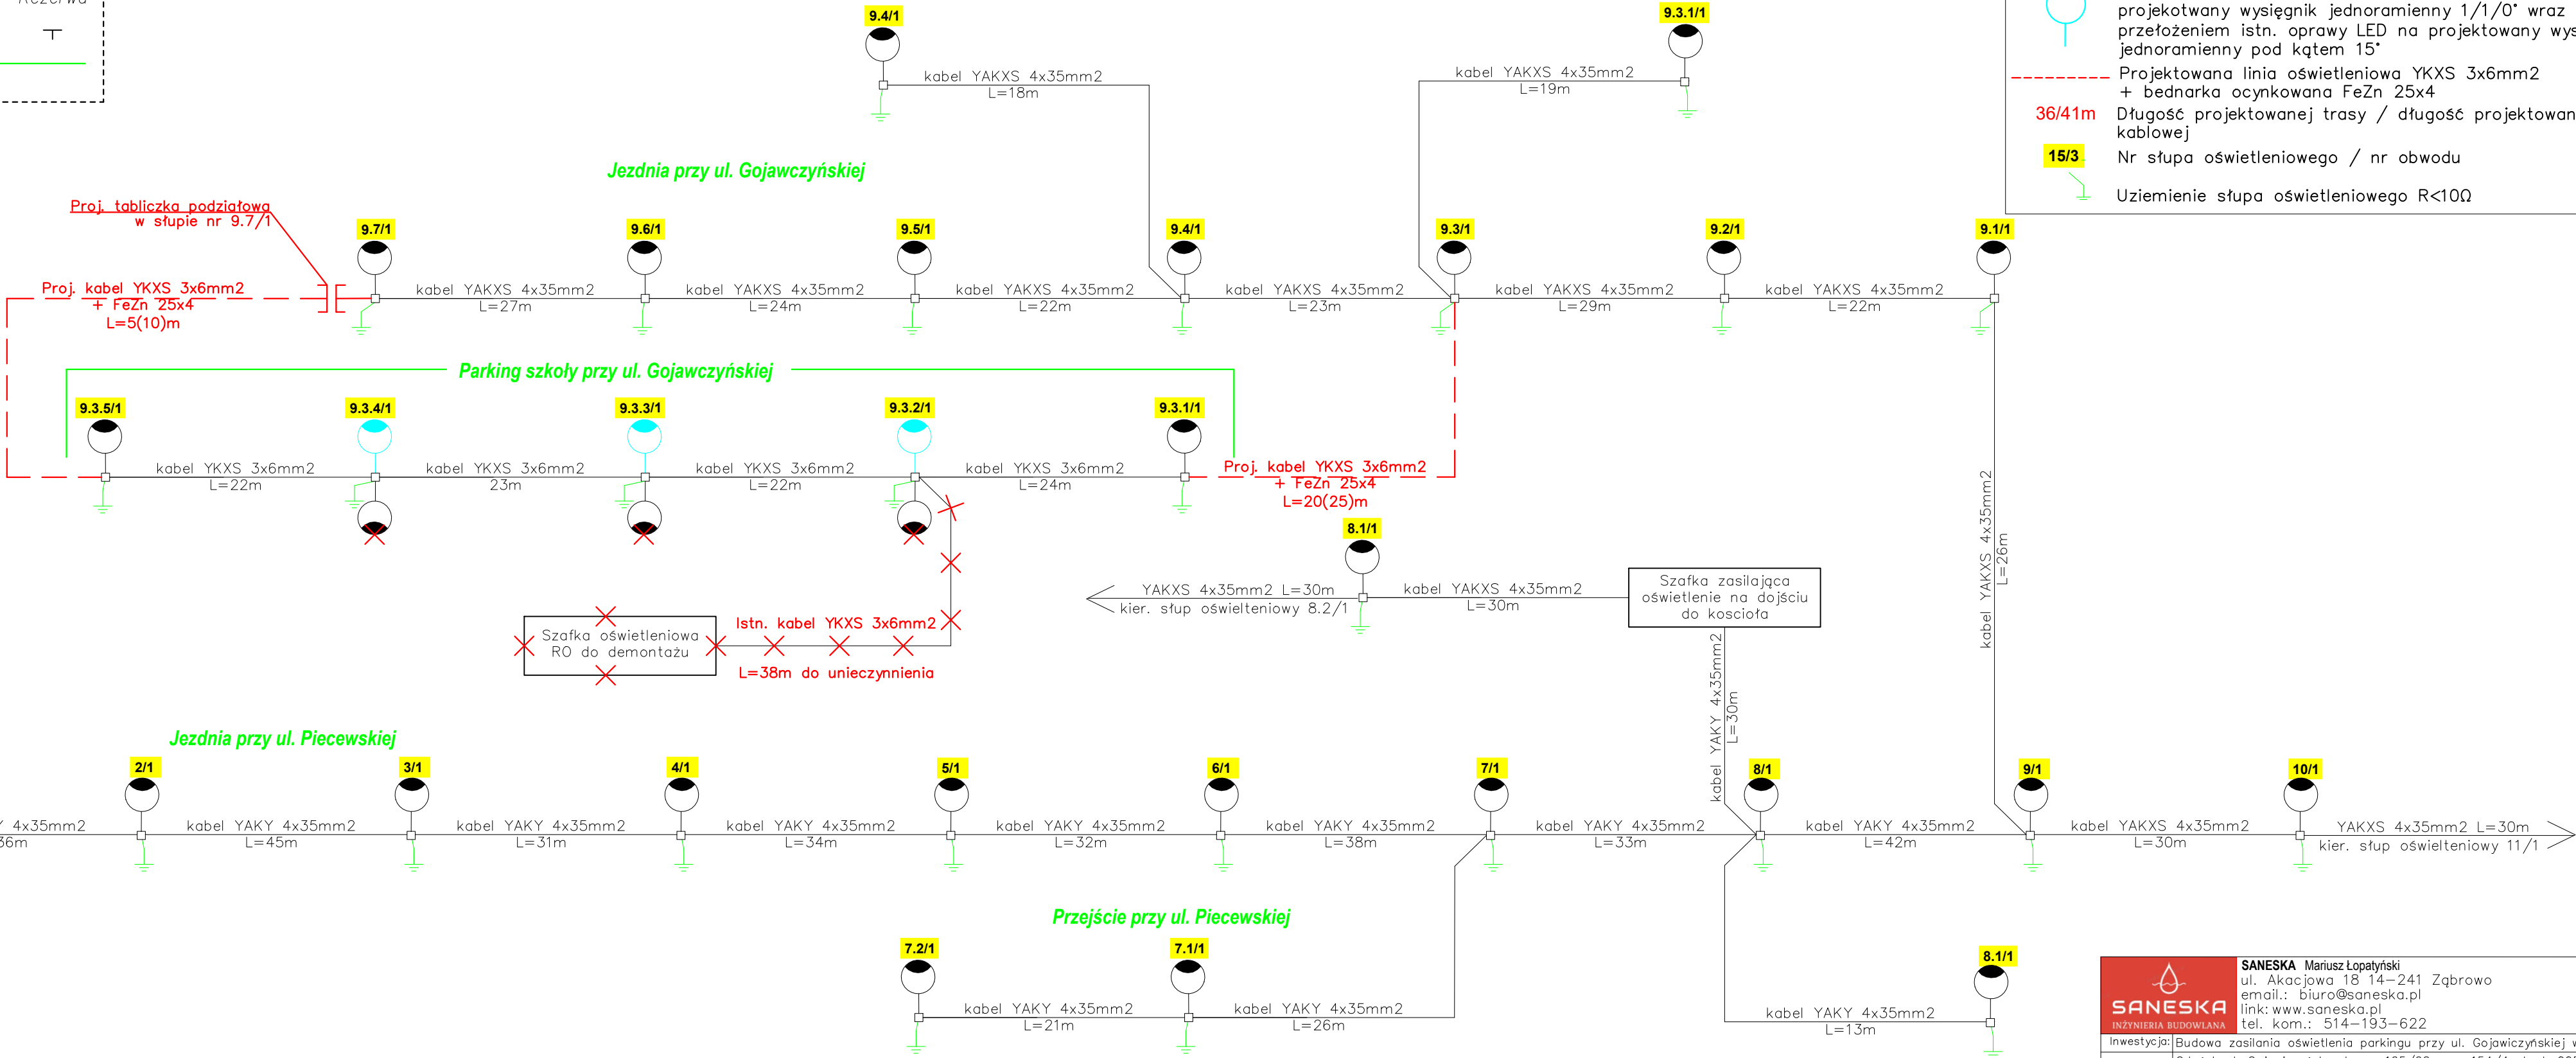 Rezerwa
projekotwany wysięgnik jednoramienny 1/1/0° wraz
przełożeniem istn. oprawy LED na projektowany
jednoramienny pod kątem 15°
Projektowana linia oświetleniowa YKXS 3x6mm2
+ bednarka ocynkowana FeZn 25x4
36/41m Długość projektowanej trasy / długość
kablowej
15/3 Nr słupa oświetleniowego / nr obwodu
Uziemienie słupa oświetleniowego R<10Ω
9.4/1
kabel YAKXS 4x35mm2
L=18m
9.3.1/1
kabel YAKXS 4x35mm2
L=19m
Jezdnia przy ul. Gojawczyńskiej
Proj. tabliczka podziałowa
w słupie nr 9.7/1
9.7/1
9.6/1
9.5/1
9.4/1
9.3/1
9.2/1
9.1/1
Proj. kabel YKXS 3x6mm2
+ FeZn 25x4
L=5(10)m
kabel YAKXS 4x35mm2
L=27m
kabel YAKXS 4x35mm2
L=24m
kabel YAKXS 4x35mm2
L=22m
kabel YAKXS 4x35mm2
L=23m
kabel YAKXS 4x35mm2
L=29m
kabel YAKXS 4x35mm2
L=22m
Parking szkoły przy ul. Gojawczyńskiej
9.3.5/1
9.3.4/1
9.3.3/1
9.3.2/1
9.3.1/1
kabel YKXS 3x6mm2
L=22m
kabel YKXS 3x6mm2
23m
kabel YKXS 3x6mm2
L=22m
kabel YKXS 3x6mm2
L=24m
Proj. kabel YKXS 3x6mm2
+ FeZn 25x4
L=20(25)m
kabel YAKXS 4x35mm2
L=26m
8.1/1
YAKXS 4x35mm2 L=30m
kier. słup oświelteniowy 8.2/1
kabel YAKXS 4x35mm2
L=30m
Szafka zasilająca
oświetlenie na dojściu
do kosciola
kabel YAKY 4x35mm2
L=30m
Szafka oświetleniowa
RO do demontażu
Istn. kabel YKXS 3x6mm2
L=38m do unieczynnienia
Jezdnia przy ul. Piecewskiej
2/1
3/1
4/1
5/1
6/1
7/1
8/1
9/1
10/1
4x35mm2
36m
kabel YAKY 4x35mm2
L=45m
kabel YAKY 4x35mm2
L=31m
kabel YAKY 4x35mm2
L=34m
kabel YAKY 4x35mm2
L=32m
kabel YAKY 4x35mm2
L=38m
kabel YAKY 4x35mm2
L=33m
kabel YAKY 4x35mm2
L=42m
kabel YAKXS 4x35mm2
L=30m
YAKXS 4x35mm2 L=30m
kier. słup oświelteniowy 11/1
Przejście przy ul. Piecewskiej
7.2/1
7.1/1
kabel YAKY 4x35mm2
L=21m
kabel YAKY 4x35mm2
L=26m
8.1/1
kabel YAKY 4x35mm2
L=13m
SANESKA
INŻYNIERIA BUDOWLANA
SANESKA Mariusz Łopatyński
ul. Akacjowa 18 14-241 Ząbrowo
email.: biuro@saneska.pl
link: www.saneska.pl
tel. kom.: 514-193-622
Inwestycja: Budowa zasilania oświetlenia parkingu przy ul. Gojawiczyńskiej w